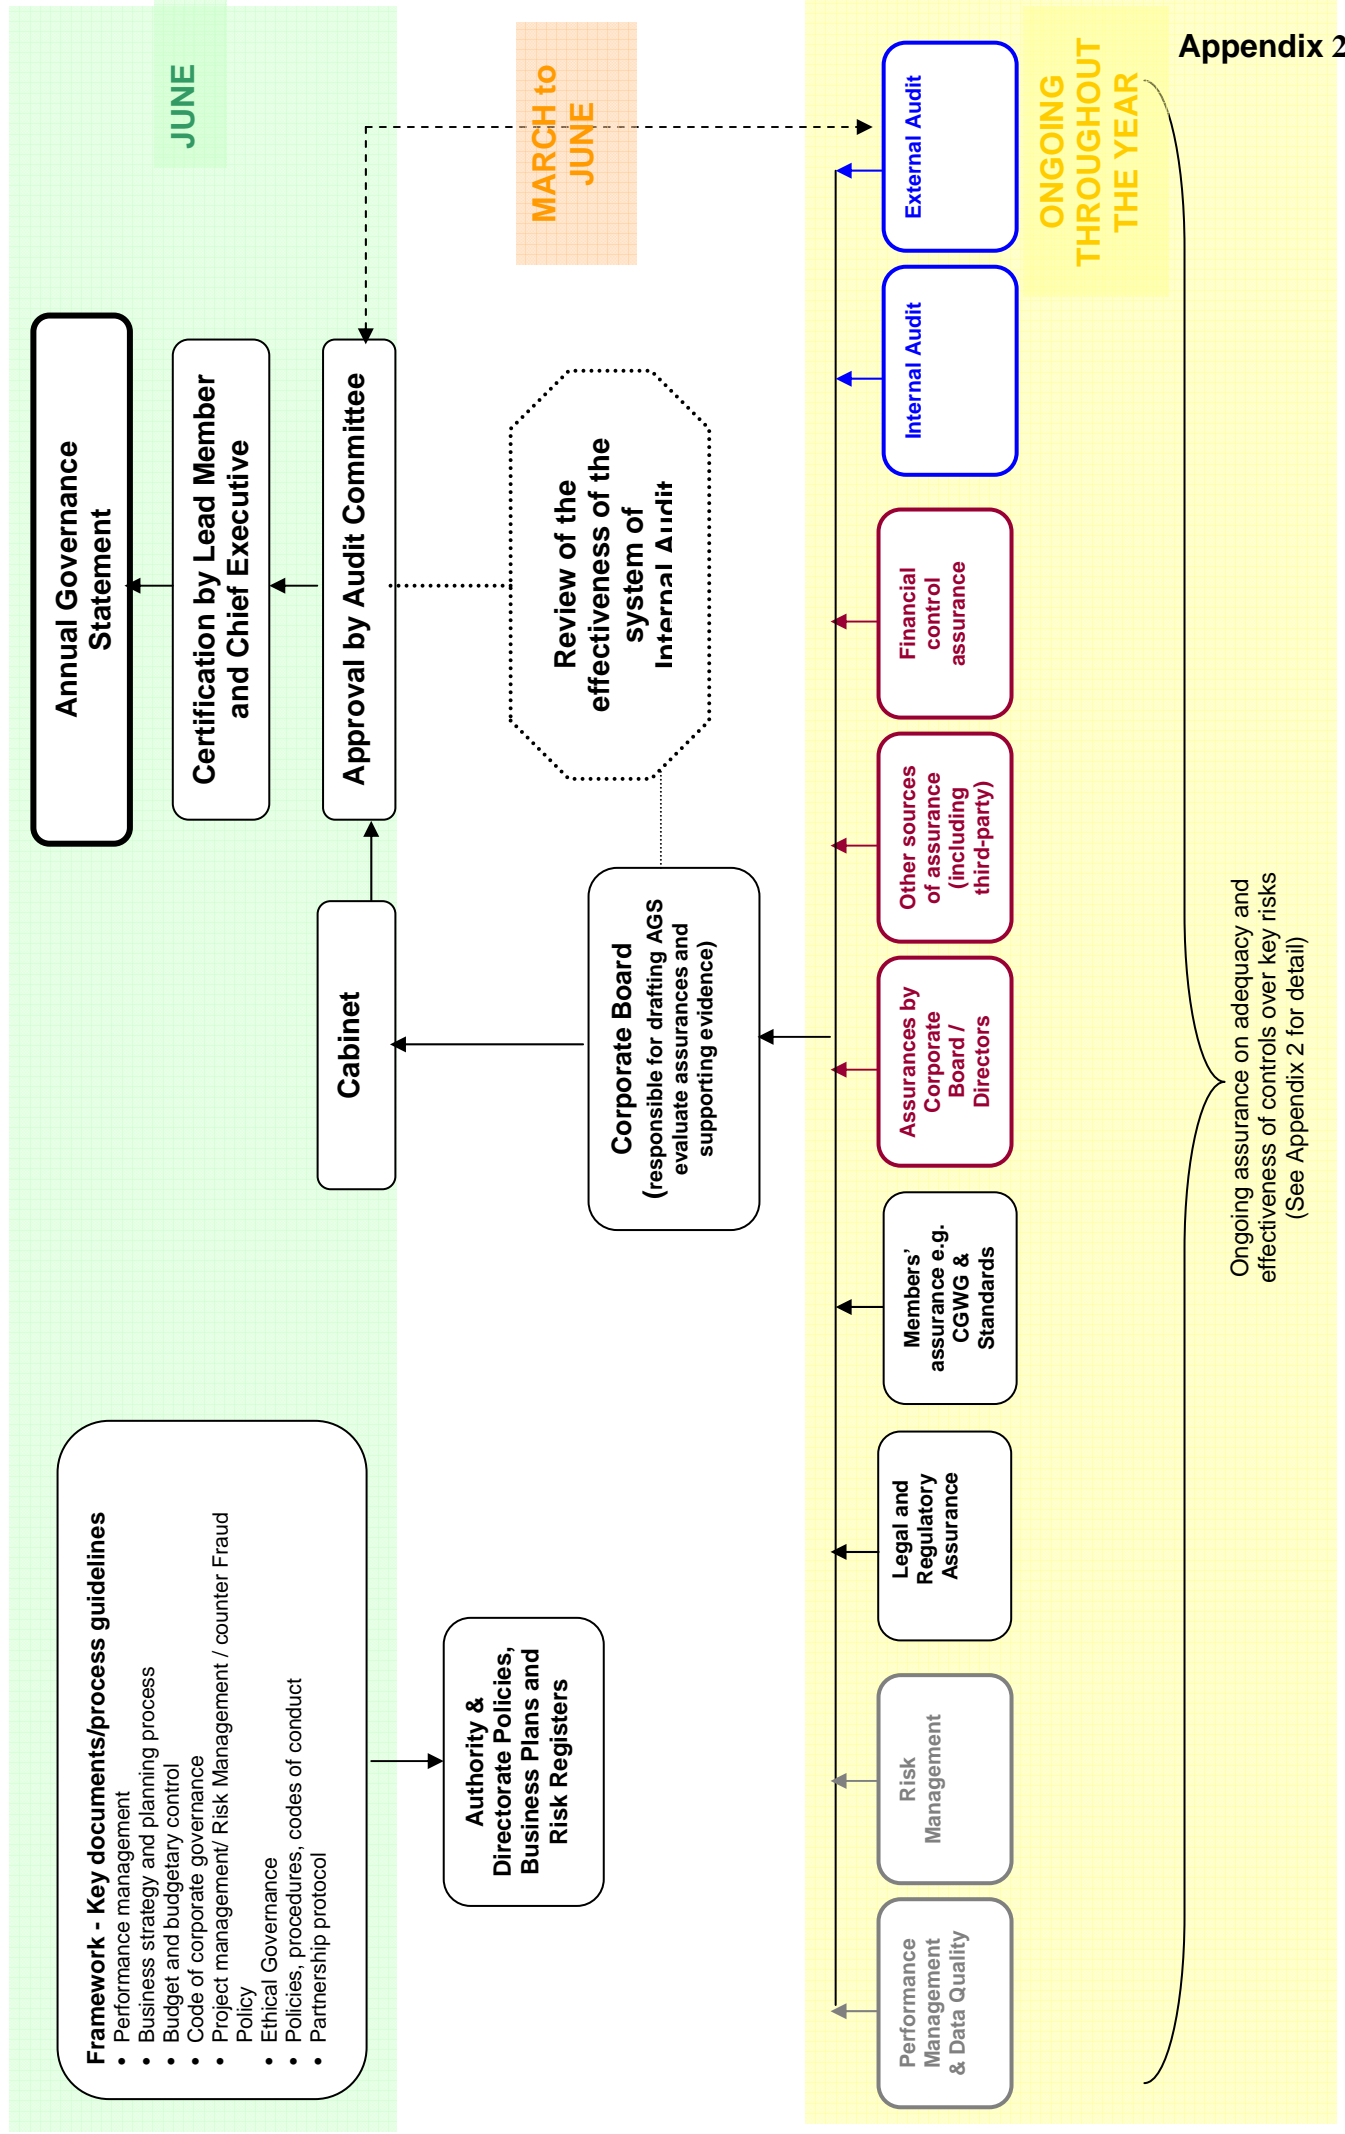 Appendix 2
Annual Governance
Statement
JUNE
Certification by Lead Member
and Chief Executive
Approval by Audit Committee
Cabinet
Framework - Key documents/process guidelines
• Performance management
• Business strategy and planning process
• Budget and budgetary control
• Code of corporate governance
• Project management/ Risk Management / counter Fraud
Policy
• Ethical Governance
• Policies, procedures, codes of conduct
• Partnership protocol
Authority &
Directorate Policies,
Business Plans and
Risk Registers
Corporate Board
(responsible for drafting AGS
evaluate assurances and
supporting evidence)
Review of the
effectiveness of the
system of
Internal Audit
MARCH to
JUNE
Performance
Management
& Data Quality
Risk
Management
Legal and
Regulatory
Assurance
Members’
assurance e.g.
CGWG &
Standards
Assurances by
Corporate
Board /
Directors
Other sources
of assurance
(including
third-party)
Financial
control
assurance
Internal Audit
External Audit
ONGOING
THROUGHOUT
THE YEAR
Ongoing assurance on adequacy and
effectiveness of controls over key risks
(See Appendix 2 for detail)